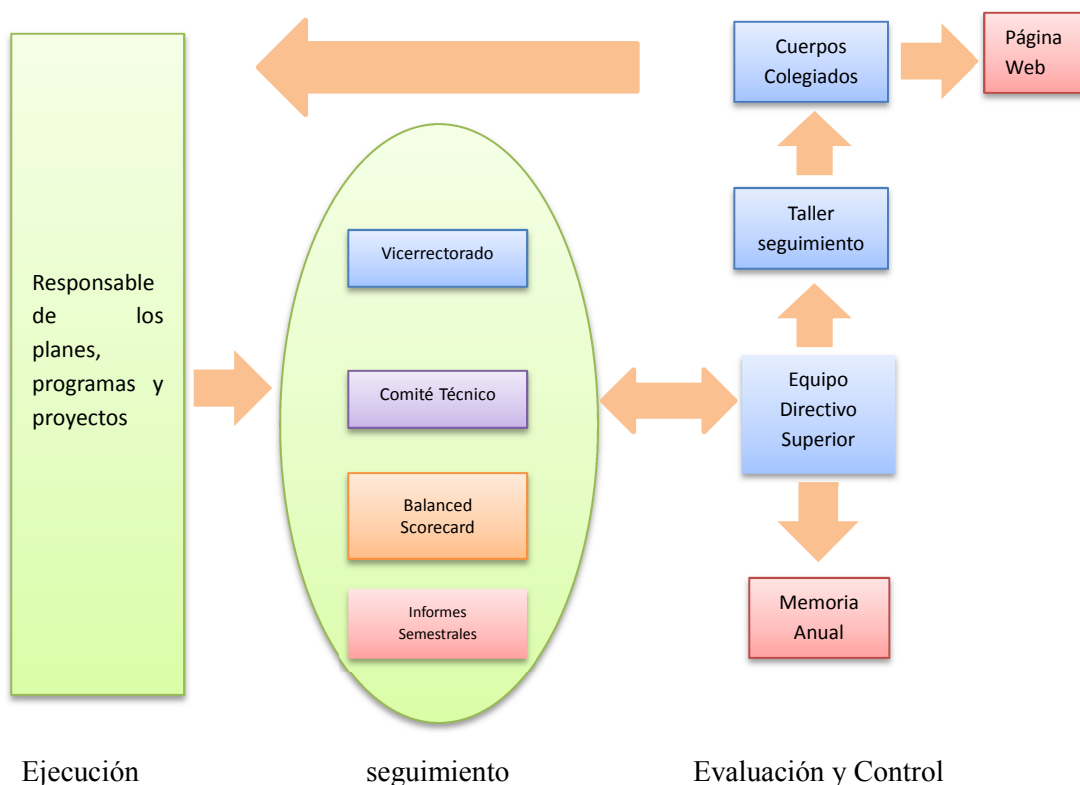 Responsable
de los
planes,
programas y
proyectos
Vicerrectorado
Comité Técnico
Balanced
Scorecard
Informes
Semestrales
Cuerpos
Colegiados
Página
Web
Taller
seguimiento
Equipo
Directivo
Superior
Memoria
Anual
Ejecución
seguimiento
Evaluación y Control